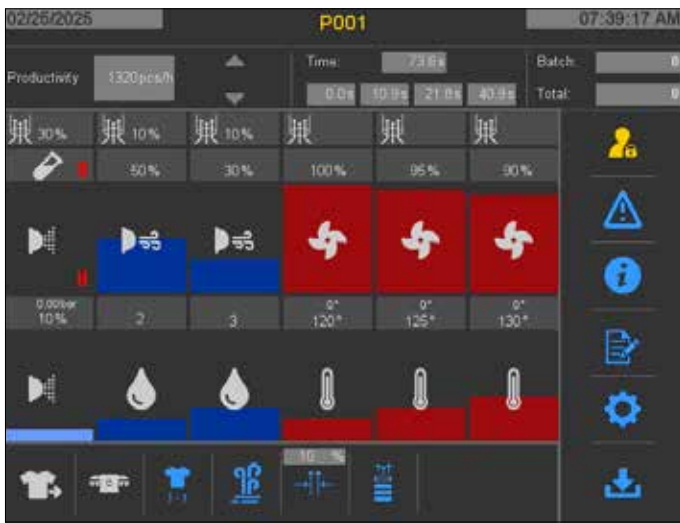 02/25/2025 P001 07:39:17 AM
Productivity 1320pcs/h Time: 73.6s Batch: 0
0.0s 10.9s 21.8s 40.9s Total: 0
30% 10% 10%
50% 30% 100% 95% 90%
0.00bar 0° 0° 0°
10% 2 3 120° 125° 130°
10 %